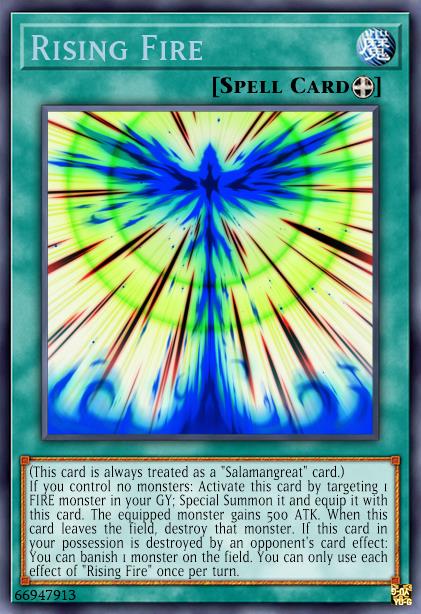 Rising Fire
魔
[Spell Card]
(This card is always treated as a "Salamangreat" card.)
If you control no monsters: Activate this card by targeting 1
FIRE monster in your GY; Special Summon it and equip it with
this card. The equipped monster gains 500 ATK. When this
card leaves the field, destroy that monster. If this card in
your possession is destroyed by an opponent's card effect:
You can banish 1 monster on the field. You can only use each
effect of "Rising Fire" once per turn.
66947913